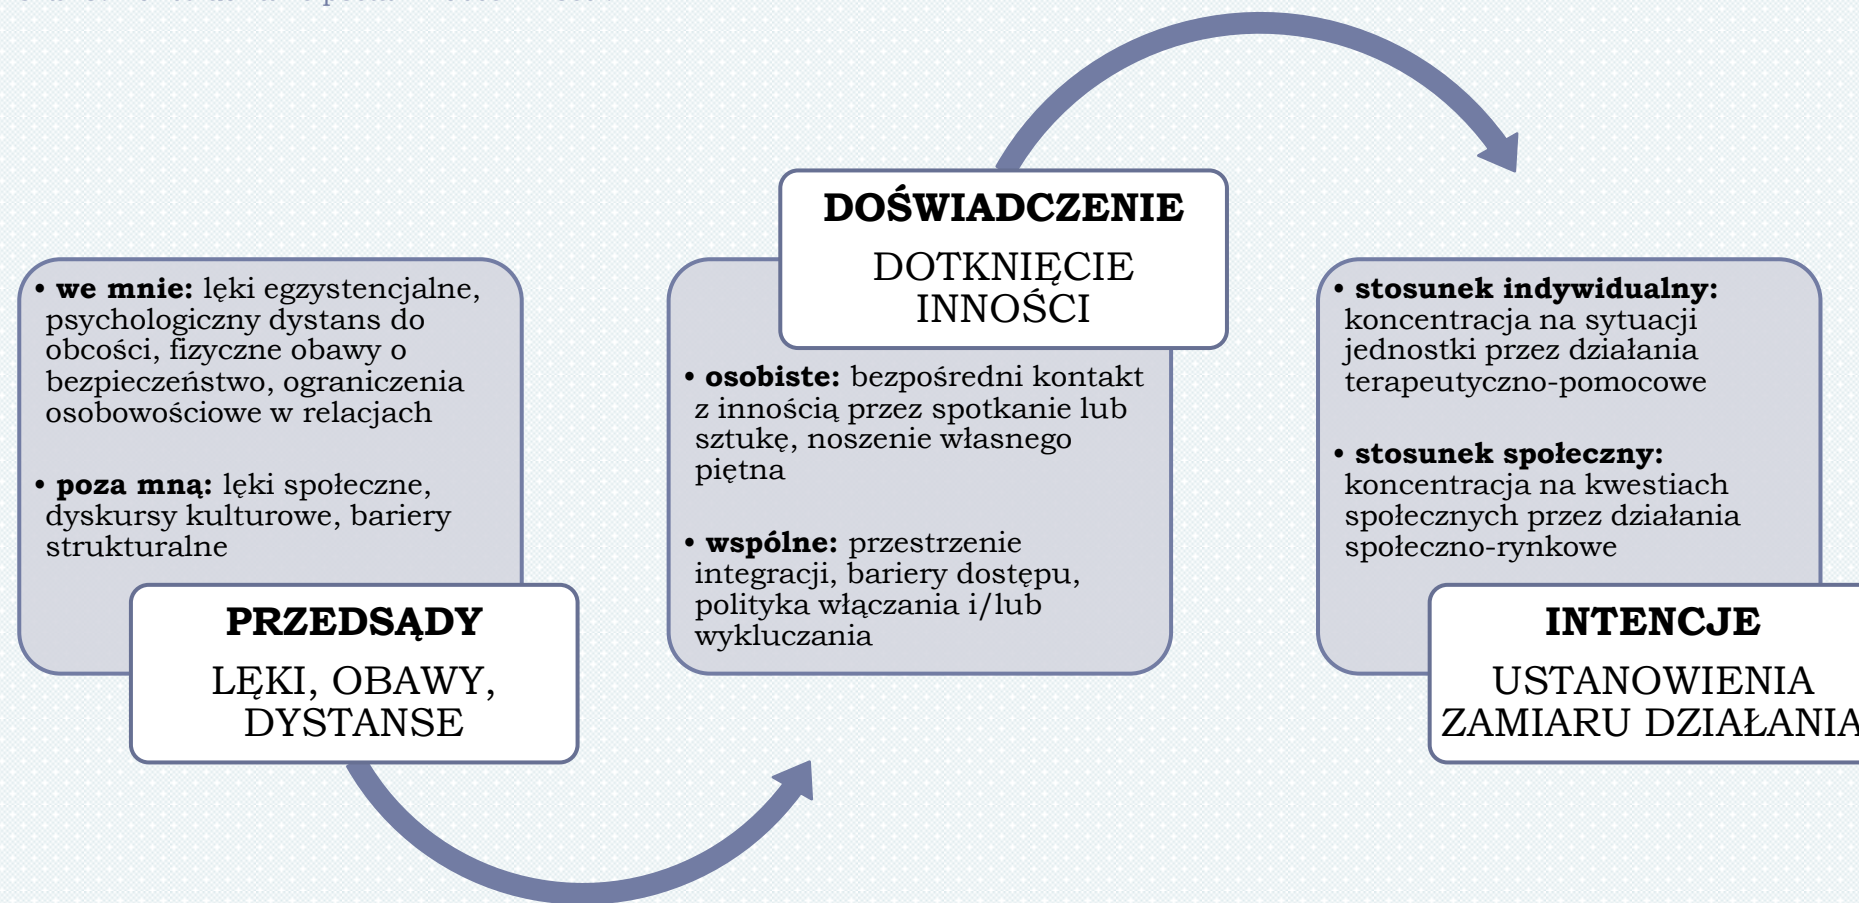 • we mnie: lęki egzystencjalne,
psychologiczny dystans do
obcości, fizyczne obawy o
bezpieczeństwo, ograniczenia
osobowościowe w relacjach
• poza mną: lęki społeczne,
dyskursy kulturowe, bariery
strukturalne
PRZEDSĄDY
LĘKI, OBAWY,
DYSTANSE
DOŚWIADCZENIE
DOTKNIĘCIE
INNOŚCI
• osobiste: bezpośredni kontakt
z innością przez spotkanie lub
sztukę, noszenie własnego
piętna
• wspólne: przestrzenie
integracji, bariery dostępu,
polityka włączania i/lub
wykluczania
• stosunek indywidualny:
koncentracja na sytuacji
jednostki przez działania
terapeutyczno-pomocowe
• stosunek społeczny:
koncentracja na kwestiach
społecznych przez działania
społeczno-rynkowe
INTENCJE
USTANOWIENIA
ZAMIARU DZIAŁANIA